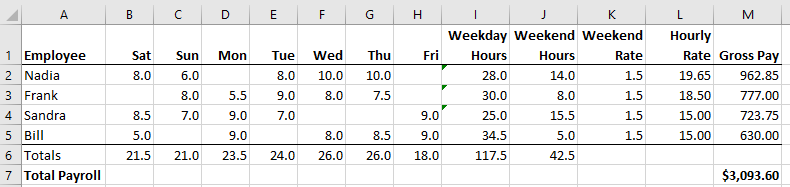 A B C D E F G H I J K L M
Weekday Weekend Weekend Hourly
1 Employee Sat Sun Mon Tue Wed Thu Fri Hours Hours Rate Rate Gross Pay
2 Nadia 8.0 6.0 8.0 10.0 10.0 28.0 14.0 1.5 19.65 962.85
3 Frank 8.0 5.5 9.0 8.0 7.5 30.0 8.0 1.5 18.50 777.00
4 Sandra 8.5 7.0 9.0 7.0 9.0 25.0 15.5 1.5 15.00 723.75
5 Bill 5.0 9.0 8.0 8.5 9.0 34.5 5.0 1.5 15.00 630.00
6 Totals 21.5 21.0 23.5 24.0 26.0 26.0 18.0 117.5 42.5
7 Total Payroll $3,093.60